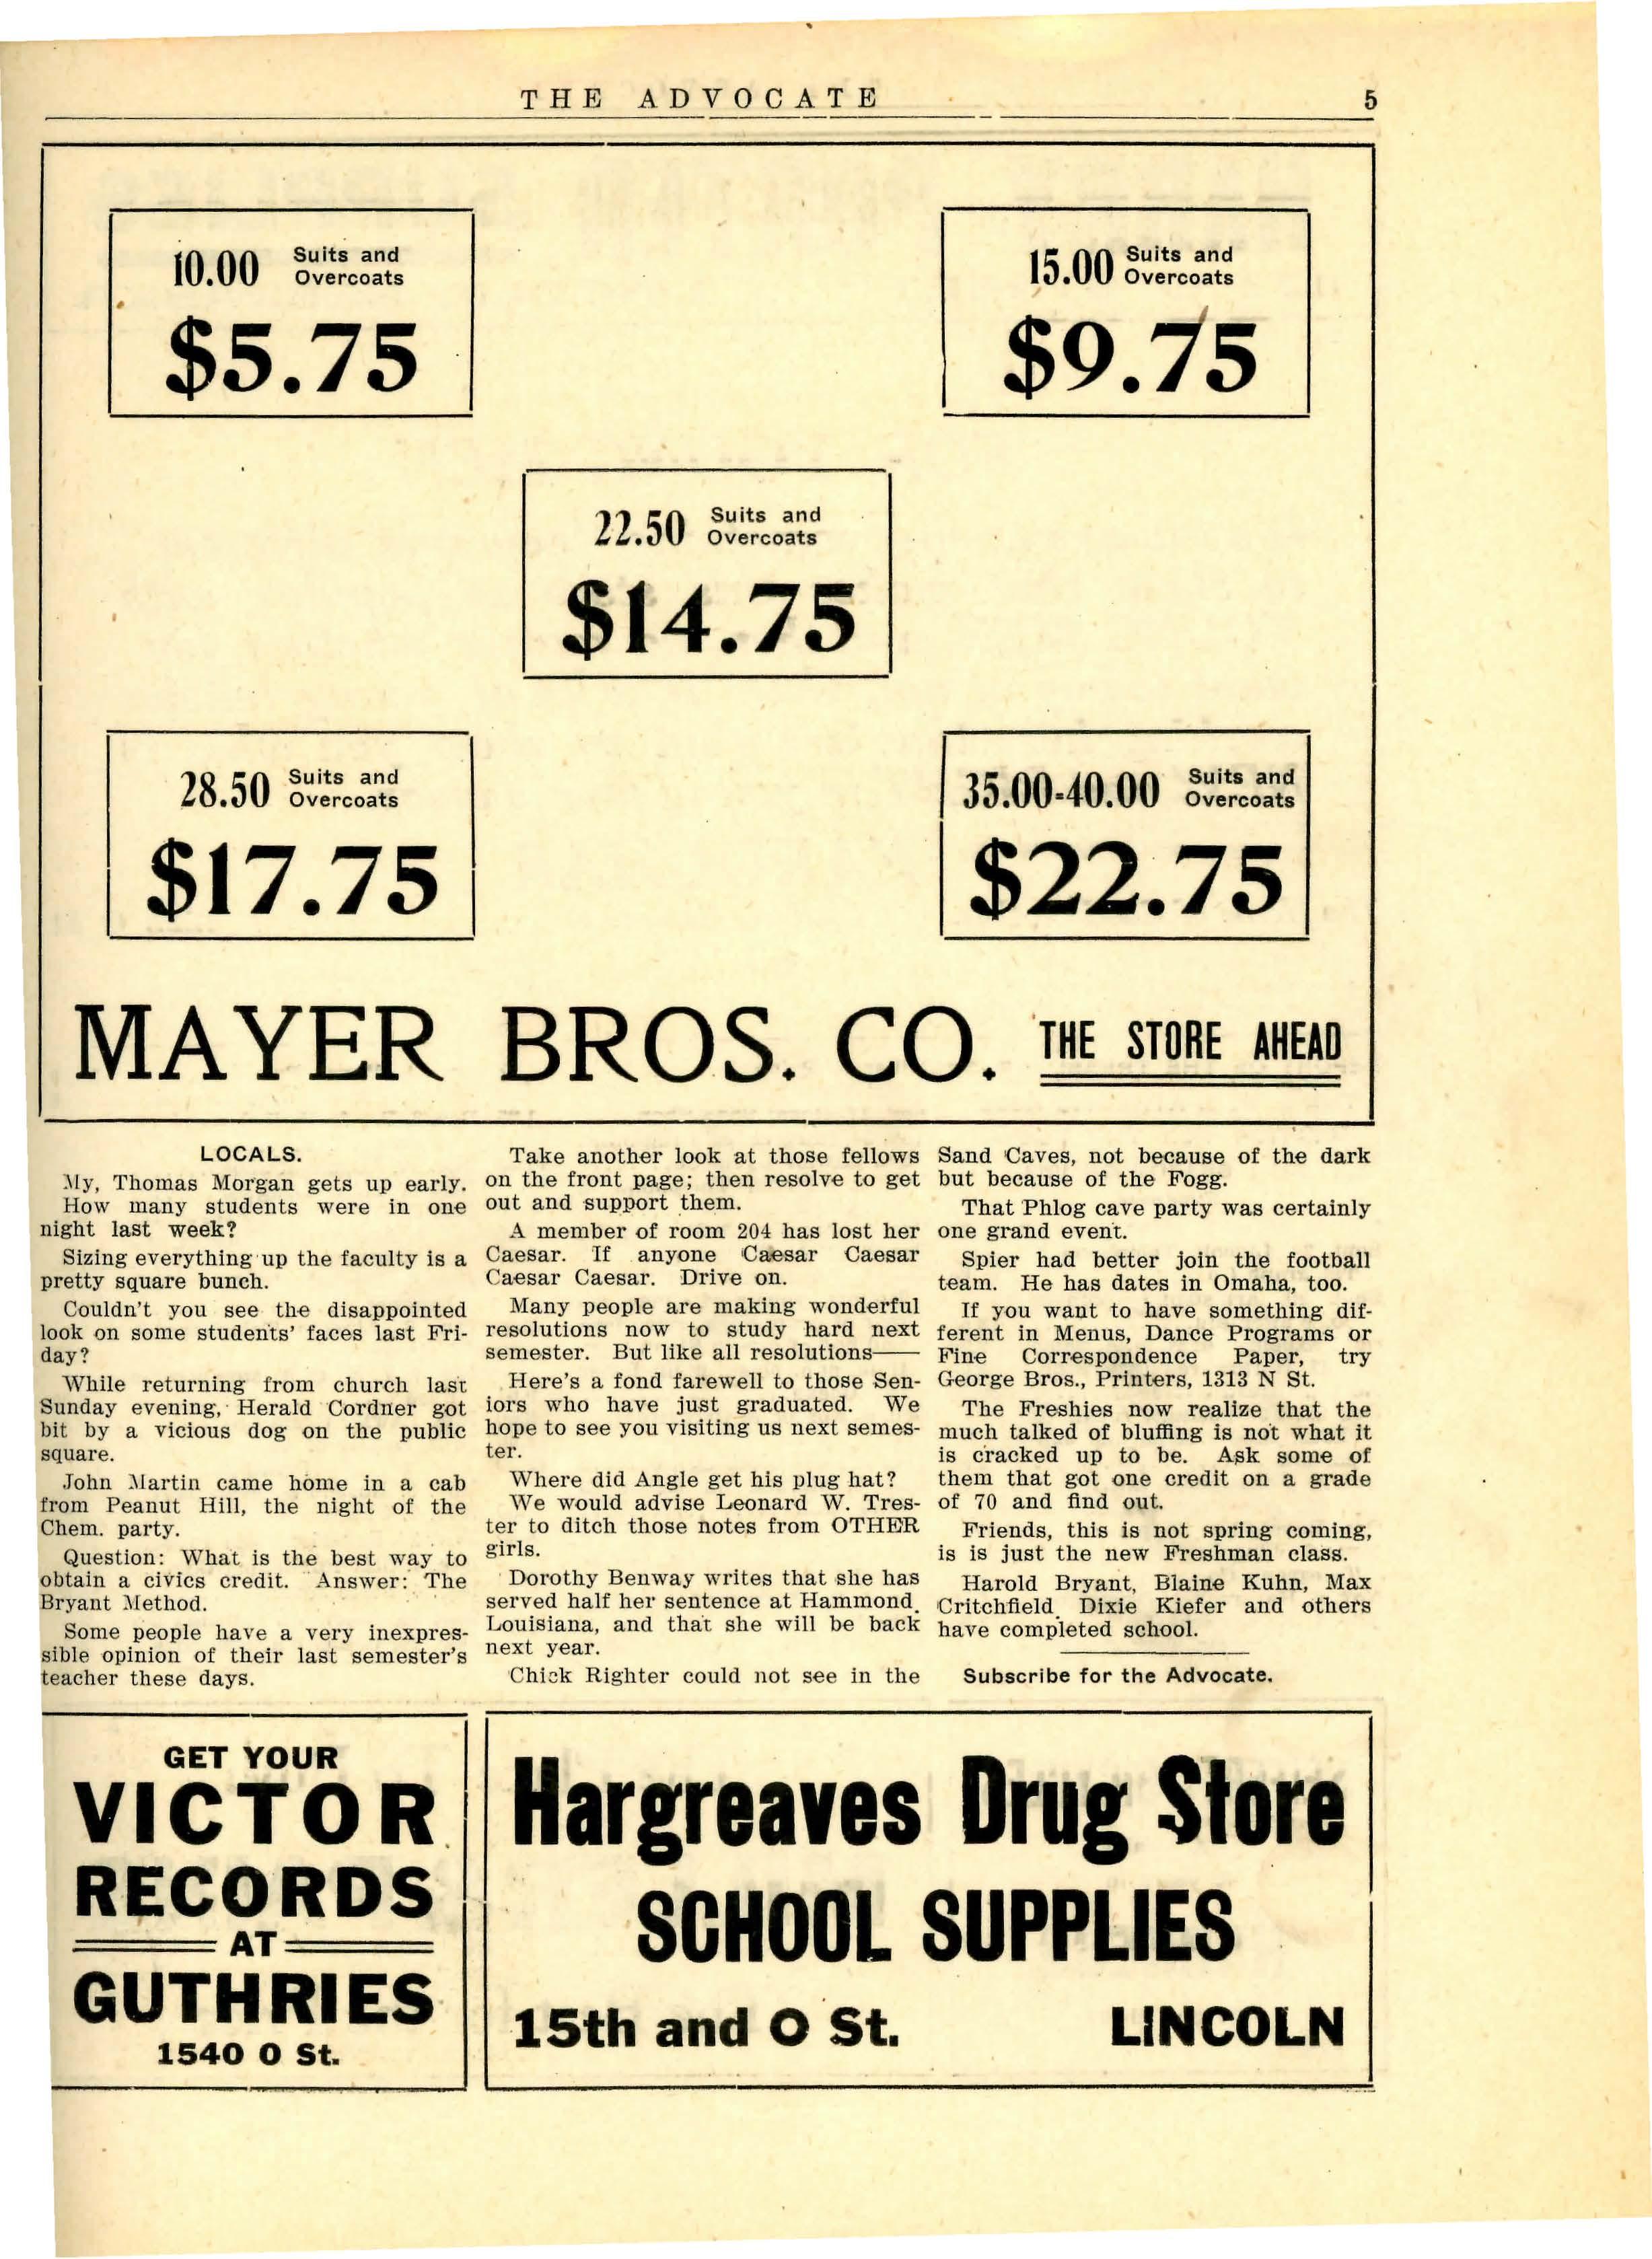 THE ADVOCATE 5
10.00 Suits and
Overcoats
$5.75
15.00 Suits and
Overcoats
$9.75
22.50 Suits and
Overcoats
$14.75
28.50 Suits and
Overcoats
$17.75
35.00-40.00 Suits and
Overcoats
$22.75
MAYER BROS. CO. THE STORE AHEAD
LOCALS.
My, Thomas Morgan gets up early.
How many students were in one
night last week?
Sizing everything up the faculty is a
pretty square bunch.
Couldn't you see the disappointed
look on some students' faces last Fri-
day?
While returning from church last
Sunday evening, Herald Cordner got
bit by a vicious dog on the public
square.
John Martin came home in a cab
from Peanut Hill, the night of the
Chem. party.
Question: What is the best way to
obtain a civics credit. Answer: The
Bryant Method.
Some people have a very inexpres-
sible opinion of their last semester's
teacher these days.
Take another look at those fellows
on the front page; then resolve to get
out and support them.
A member of room 204 has lost her
Caesar. If anyone Caesar Caesar
Caesar Caesar. Drive on.
Many people are making wonderful
resolutions now to study hard next
semester. But like all resolutions——
Here's a fond farewell to those Sen-
iors who have just graduated. We
hope to see you visiting us next semes-
ter.
Where did Angle get his plug hat?
We would advise Leonard W. Tres-
ter to ditch those notes from OTHER
girls.
Dorothy Benway writes that she has
served half her sentence at Hammond,
Louisiana, and that she will be back
next year.
Chick Righter could not see in the
Sand Caves, not because of the dark
but because of the Fogg.
That Phlog cave party was certainly
one grand event.
Spier had better join the football
team. He has dates in Omaha, too.
If you want to have something dif-
ferent in Menus, Dance Programs or
Fine Correspondence Paper, try
George Bros., Printers, 1313 N St.
The Freshies now realize that the
much talked of bluffing is not what it
is cracked up to be. Ask some of
them that got one credit on a grade
of 70 and find out.
Friends, this is not spring coming,
is is just the new Freshman class.
Harold Bryant, Blaine Kuhn, Max
Critchfield, Dixie Kiefer and others
have completed school.
Subscribe for the Advocate.
GET YOUR
VICTOR
RECORDS
AT
GUTHRIES
1540 O St.
Hargreaves Drug Store
SCHOOL SUPPLIES
15th and O St. LINCOLN